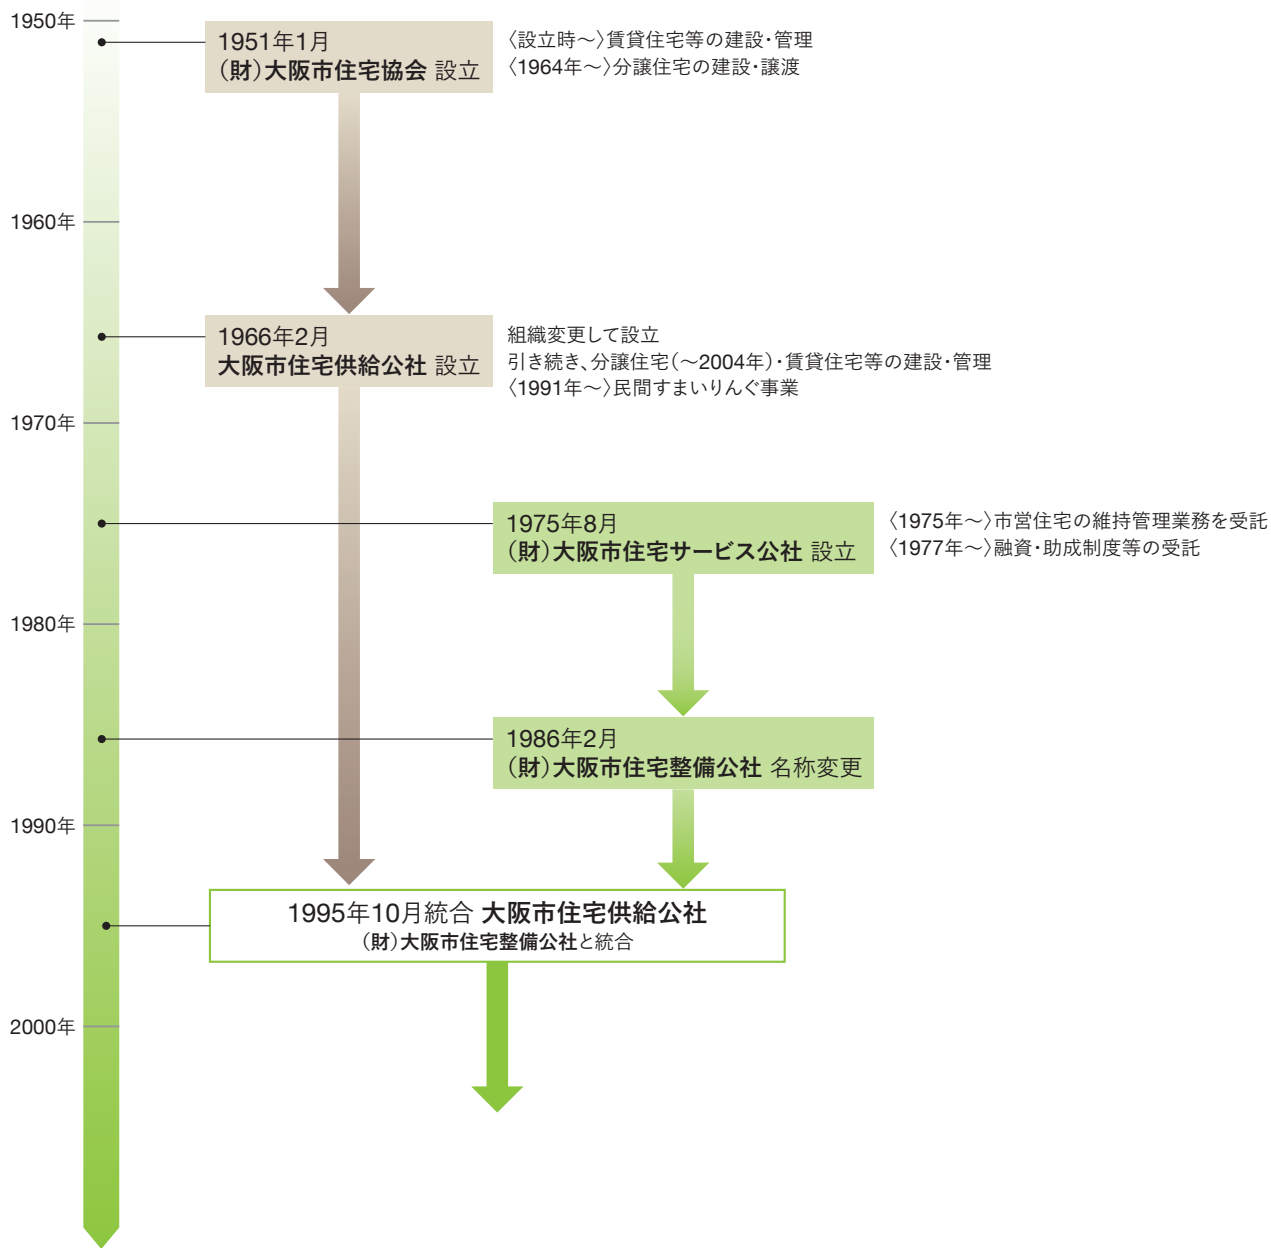 1950年
1951年1月
（財）大阪市住宅協会 設立
〈設立時～〉賃貸住宅等の建設・管理
〈1964年～〉分譲住宅の建設・譲渡
1960年
1966年2月
大阪市住宅供給公社 設立
組織変更して設立
引き続き、分譲住宅（～2004年）・賃貸住宅等の建設・管理
〈1991年～〉民間すまいりんぐ事業
1970年
1975年8月
（財）大阪市住宅サービス公社 設立
〈1975年～〉市営住宅の維持管理業務を受託
〈1977年～〉融資・助成制度等の受託
1980年
1986年2月
（財）大阪市住宅整備公社 名称変更
1990年
1995年10月統合 大阪市住宅供給公社
（財）大阪市住宅整備公社と統合
2000年